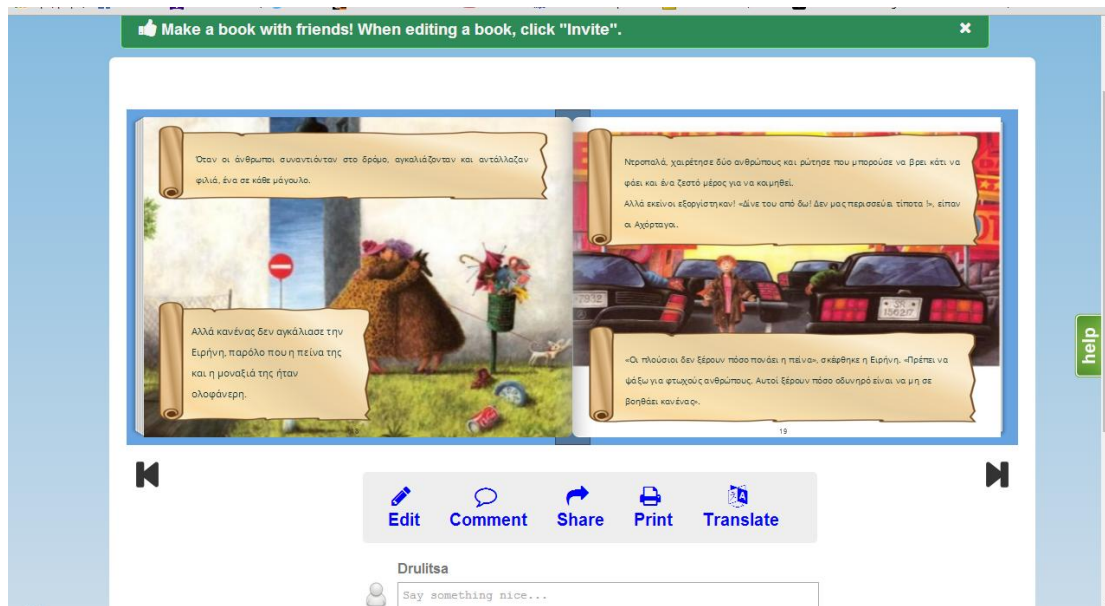 Make a book with friends! When editing a book, click "Invite".
Όταν οι άνθρωποι συναντιόνταν στο δρόμο, αγκαλιάζονταν και αντάλλαζαν
φιλιά, ένα σε κάθε μάγουλο.
Αλλά κανένας δεν αγκάλιασε την
Ειρήνη, παρόλο που η πείνα της
και η μοναξιά της ήταν
ολοφάνερη.
Ντροπαλά, χαιρέτησε δύο ανθρώπους και ρώτησε που μπορούσε να βρει κάτι να
φάει και ένα ζεστό μέρος για να κοιμηθεί.
Αλλά εκείνοι εξοργίστηκαν! «Δίνε του από δω! Δεν μας περισσεύει τίποτα !», είπαν
οι Αχόρταγοι.
«Οι πλούσιοι δεν ξέρουν πόσο πονάει η πείνα», σκέφθηκε η Ειρήνη. «Πρέπει να
ψάξω για φτωχούς ανθρώπους. Αυτοί ξέρουν πόσο οδυνηρό είναι να μη σε
βοηθάει κανένας».
19
help
Edit Comment Share Print Translate
Drulitsa
Say something nice...